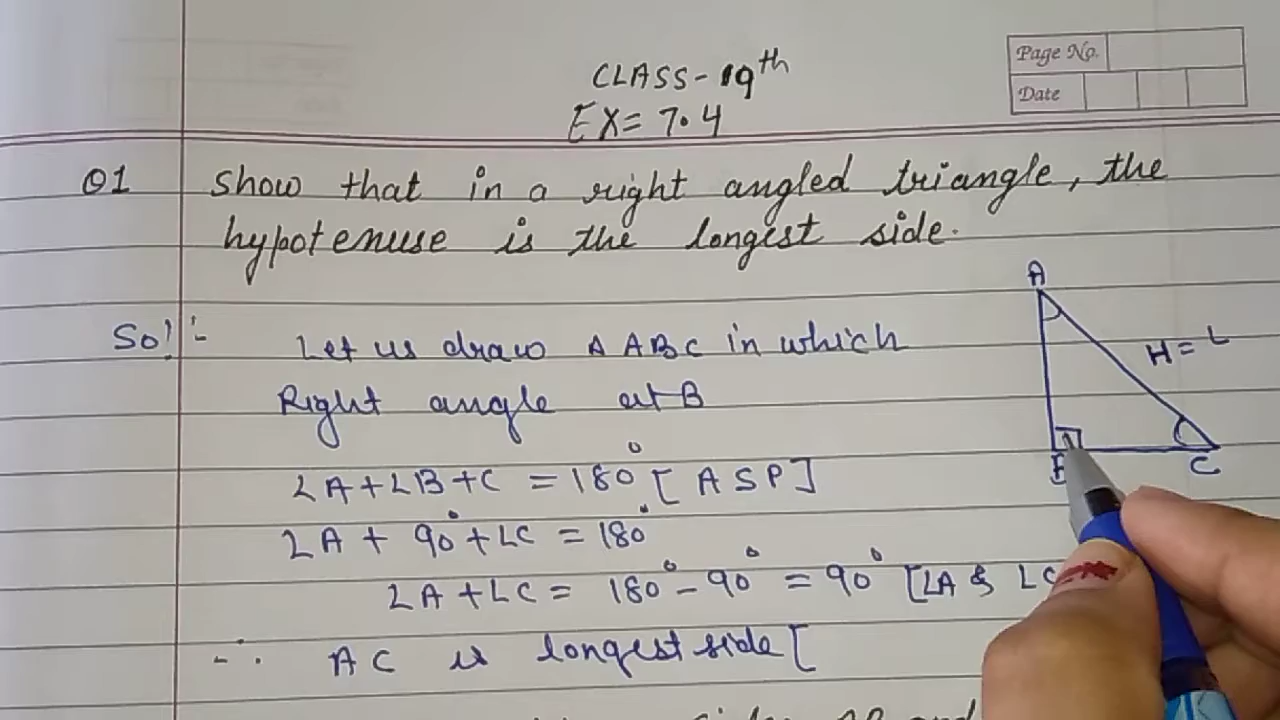 Page No.
Date
CLASS - 9th
EX = 7.4
Q1 Show that in a right angled triangle, the
hypotenuse is the longest side.
Sol:- Let us draw Δ ABC in which
Right angle at B
∠A+∠B+C = 180° [ASP]
∠A + 90° + ∠C = 180°
∠A + ∠C = 180° - 90° = 90° [∠A & ∠C
∴ AC is longest side [
A
H = L
B
C